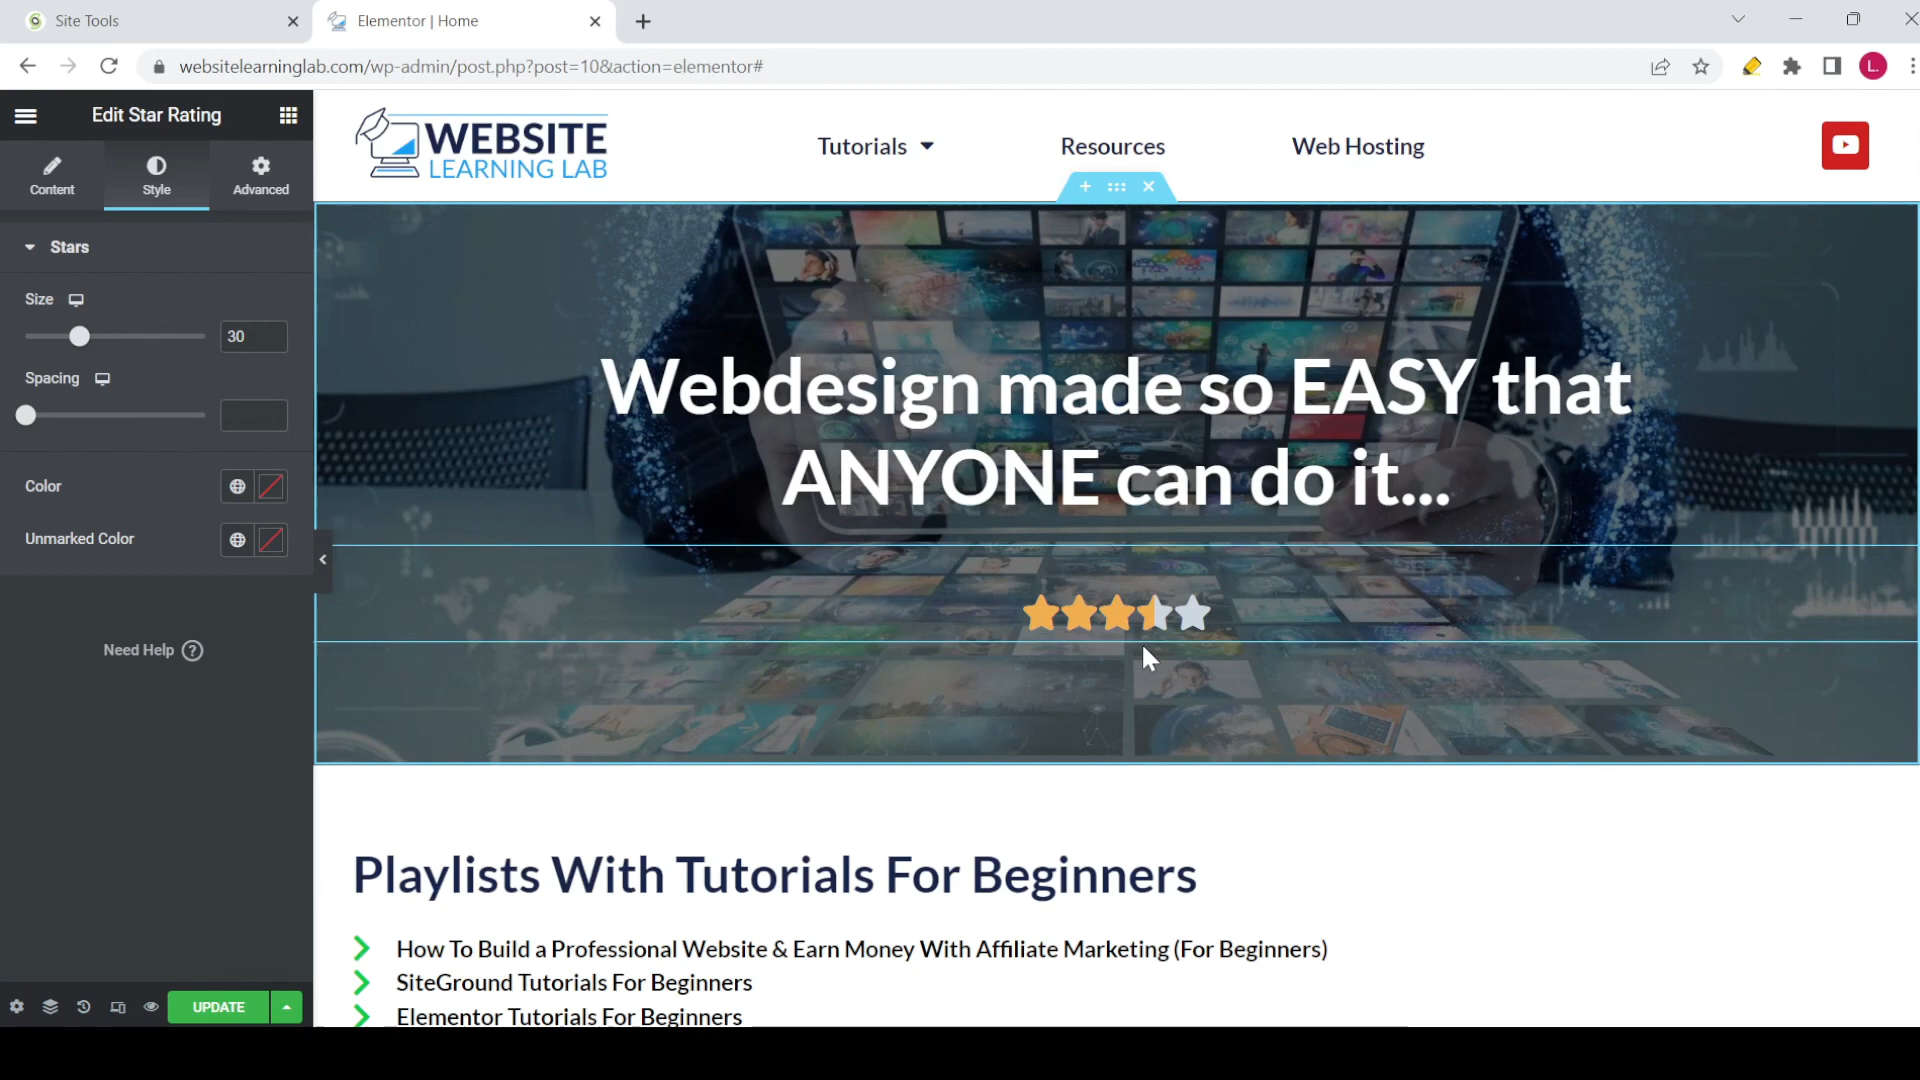 Site Tools
Elementor | Home
websitelearninglab.com/wp-admin/post.php?post=10&action=elementor#
L.
Edit Star Rating
Content
Style
Advanced
Stars
Size
30
Spacing
Color
Unmarked Color
Need Help ?
UPDATE
WEBSITE
LEARNING LAB
Tutorials
Resources
Web Hosting
Webdesign made so EASY that
ANYONE can do it...
Playlists With Tutorials For Beginners
How To Build a Professional Website & Earn Money With Affiliate Marketing (For Beginners)
SiteGround Tutorials For Beginners
Elementor Tutorials For Beginners